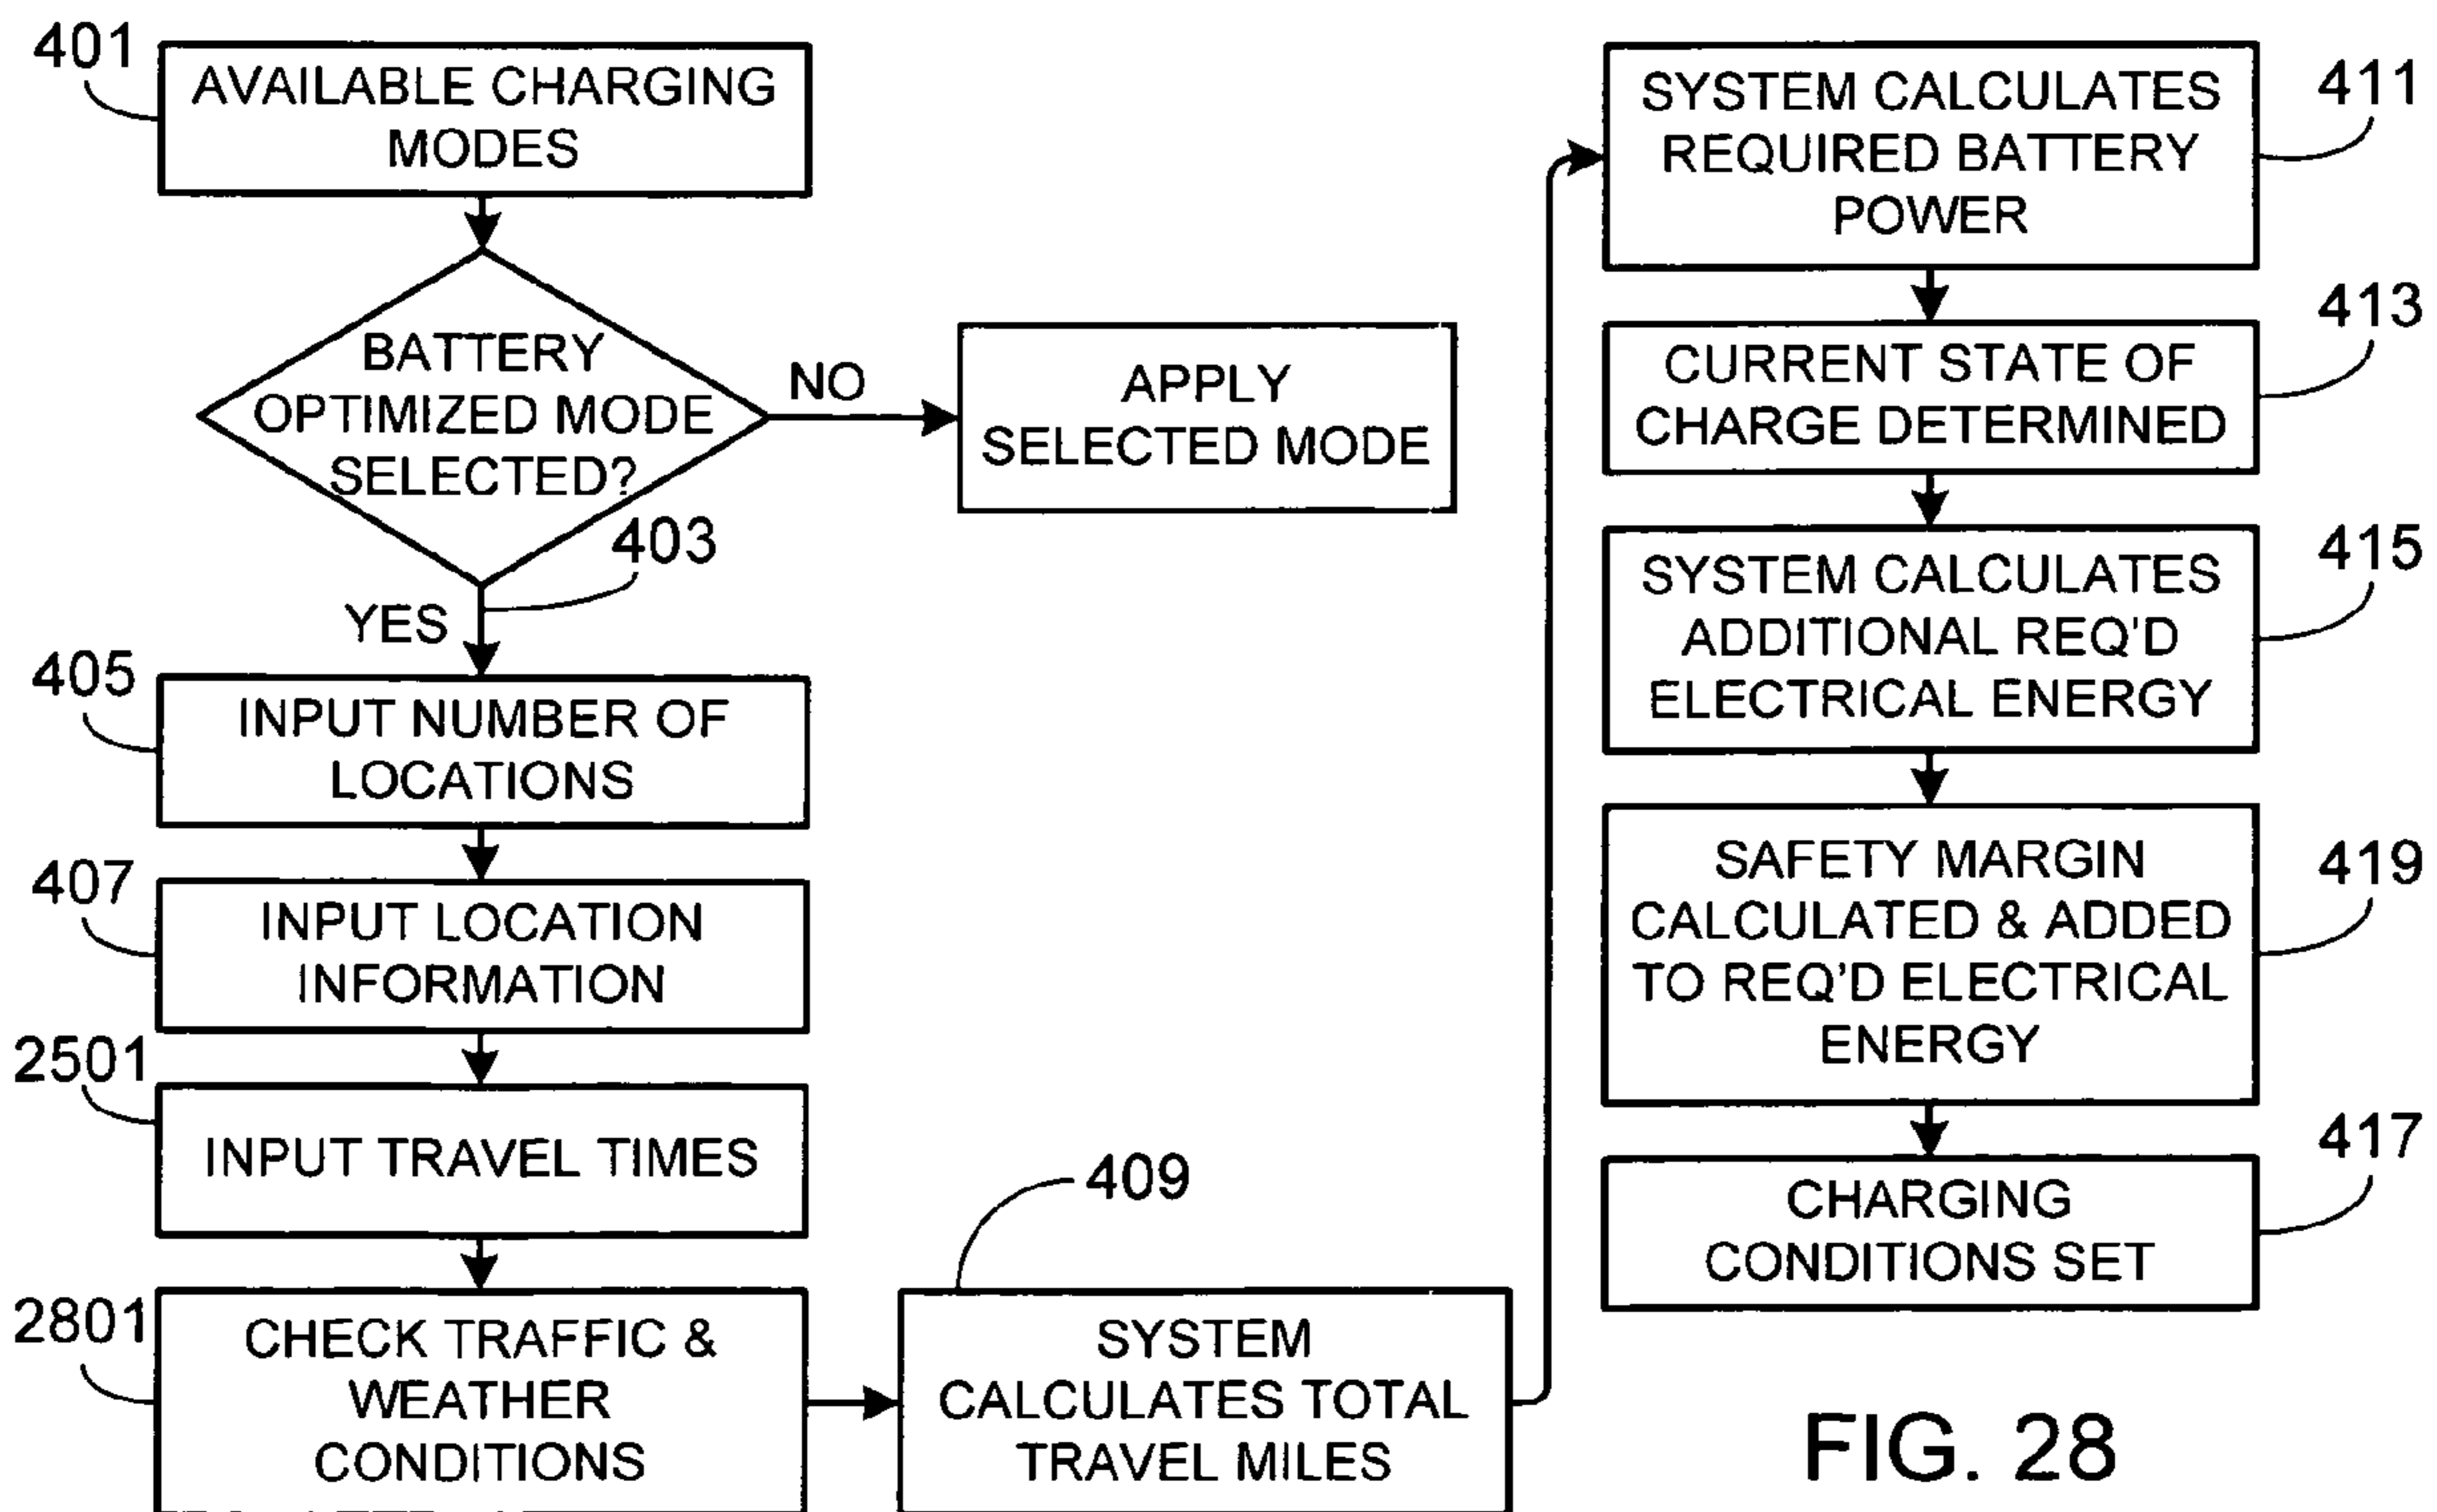 401
AVAILABLE CHARGING
MODES
BATTERY
OPTIMIZED MODE
SELECTED?
NO
APPLY
SELECTED MODE
403
YES
405
INPUT NUMBER OF
LOCATIONS
407
INPUT LOCATION
INFORMATION
2501
INPUT TRAVEL TIMES
2801
CHECK TRAFFIC &
WEATHER
CONDITIONS
409
SYSTEM
CALCULATES TOTAL
TRAVEL MILES
411
SYSTEM CALCULATES
REQUIRED BATTERY
POWER
413
CURRENT STATE OF
CHARGE DETERMINED
415
SYSTEM CALCULATES
ADDITIONAL REQ'D
ELECTRICAL ENERGY
419
SAFETY MARGIN
CALCULATED & ADDED
TO REQ'D ELECTRICAL
ENERGY
417
CHARGING
CONDITIONS SET
FIG. 28